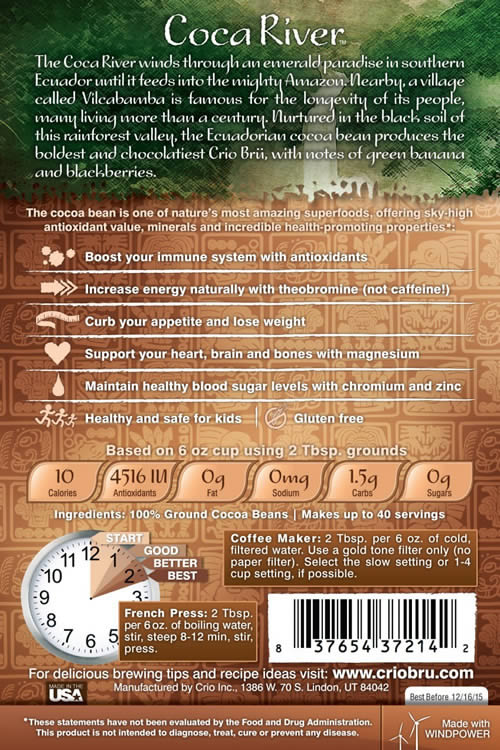 Coca River™
The Coca River winds through an emerald paradise in southern
Ecuador until it feeds into the mighty Amazon. Nearby, a village
called Vilcabamba is famous for the longevity of its people,
many living more than a century. Nurtured in the black soil of
this rainforest valley, the Ecuadorian cocoa bean produces the
boldest and chocolatiest Crio Brü, with notes of green banana
and blackberries.
The cocoa bean is one of nature's most amazing superfoods, offering sky-high
antioxidant value, minerals and incredible health-promoting properties*:
Boost your immune system with antioxidants
Increase energy naturally with theobromine (not caffeine!)
Curb your appetite and lose weight
Support your heart, brain and bones with magnesium
Maintain healthy blood sugar levels with chromium and zinc
Healthy and safe for kids | Gluten free
Based on 6 oz cup using 2 Tbsp. grounds
10 4516 IU 0g 0mg 1.5g 0g
Calories Antioxidants Fat Sodium Carbs Sugars
Ingredients: 100% Ground Cocoa Beans | Makes up to 40 servings
START
GOOD
BETTER
BEST
12 1 2 3 4 5 6 7 8 9 10 11
Coffee Maker: 2 Tbsp. per 6 oz. of cold,
filtered water. Use a gold tone filter only (no
paper filter). Select the slow setting or 1-4
cup setting, if possible.
French Press: 2 Tbsp.
per 6 oz. of boiling water,
stir, steep 8-12 min, stir,
press.
8 37654 37214 2
For delicious brewing tips and recipe ideas visit: www.criobru.com
MADE IN THE
USA
Manufactured by Crio Inc., 1386 W. 70 S. Lindon, UT 84042
Best Before 12/16/15
*These statements have not been evaluated by the Food and Drug Administration.
This product is not intended to diagnose, treat, cure or prevent any disease.
Made with
WINDPOWER